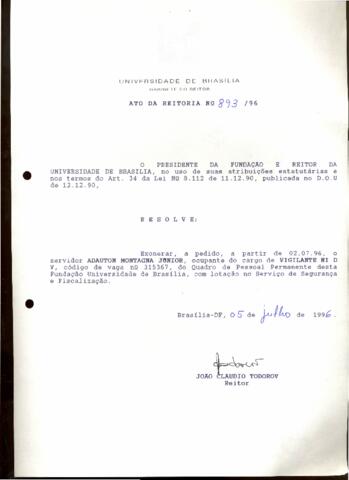 UNIVERSIDADE DE BRASÍLIA
GABINETE DO REITOR
ATO DA REITORIA Nº 893/96
O PRESIDENTE DA FUNDAÇÃO E REITOR DA
UNIVERSIDADE DE BRASÍLIA, no uso de suas atribuições estatutárias e
nos termos do Art. 34 da Lei Nº 8.112 de 11.12.90, publicada no D.O.U
de 12.12.90,
R E S O L V E:
Exonerar, a pedido, a partir de 02.07.96, o
servidor ADAUTON MONTAGNA JÚNIOR, ocupante do cargo de VIGILANTE NI D
V, código de vaga nº 315367, do Quadro de Pessoal Permanente desta
Fundação Universidade de Brasília, com lotação no Serviço de Segurança
e Fiscalização.
Brasília-DF, 05 de julho de 1996.
JOÃO CLAUDIO TODOROV
Reitor